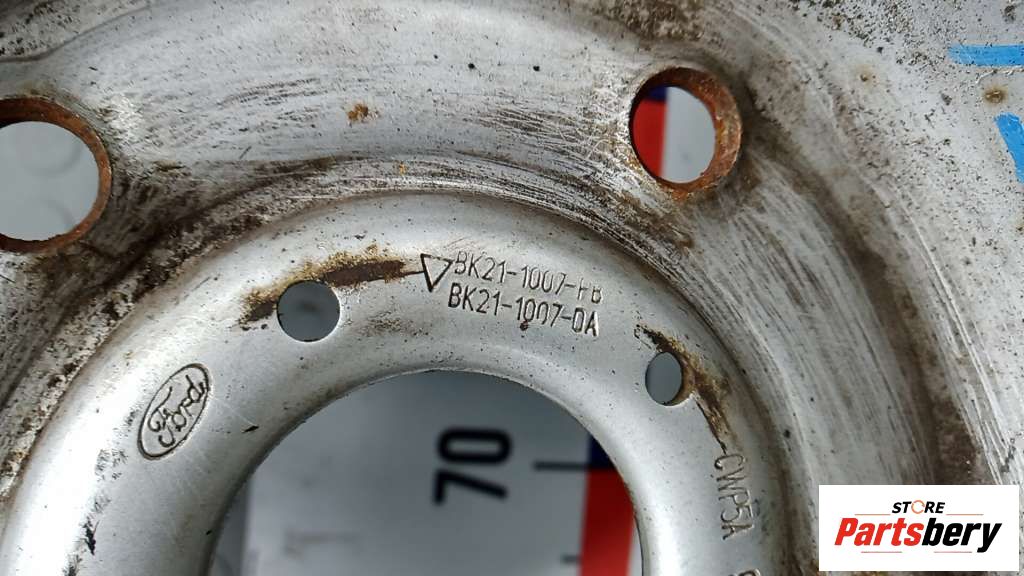 BK21-1007-FB
BK21-1007-DA
Ford
CWP5A
70
STORE
Partsbery